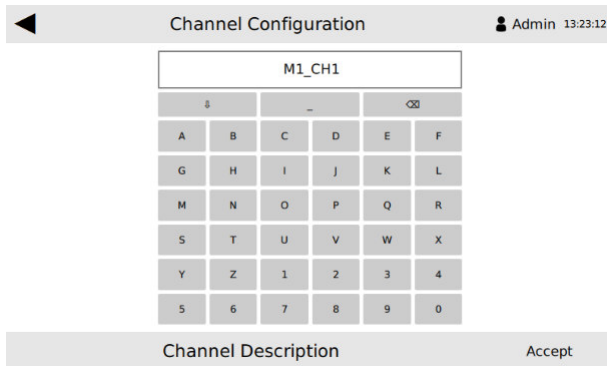 ◀ Channel Configuration Admin 13:23:12
M1_CH1
⇩ _ ⌫
A B C D E F
G H I J K L
M N O P Q R
S T U V W X
Y Z 1 2 3 4
5 6 7 8 9 0
Channel Description Accept